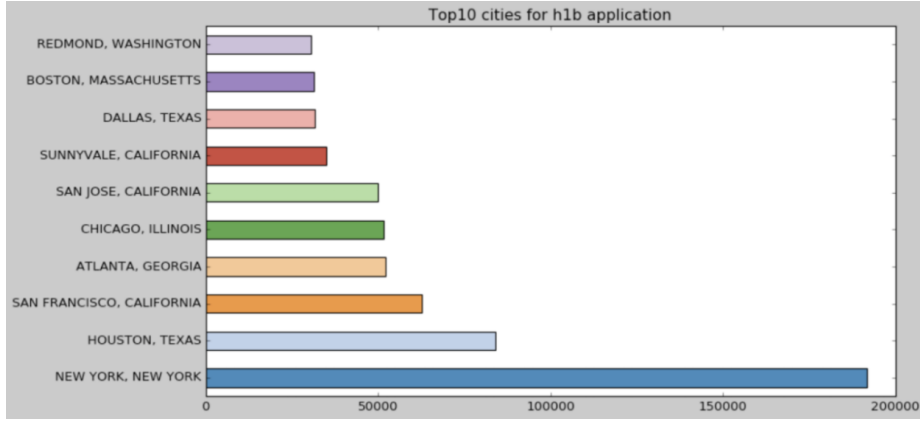 Top10 cities for h1b application
REDMOND, WASHINGTON
BOSTON, MASSACHUSETTS
DALLAS, TEXAS
SUNNYVALE, CALIFORNIA
SAN JOSE, CALIFORNIA
CHICAGO, ILLINOIS
ATLANTA, GEORGIA
SAN FRANCISCO, CALIFORNIA
HOUSTON, TEXAS
NEW YORK, NEW YORK
0 50000 100000 150000 200000